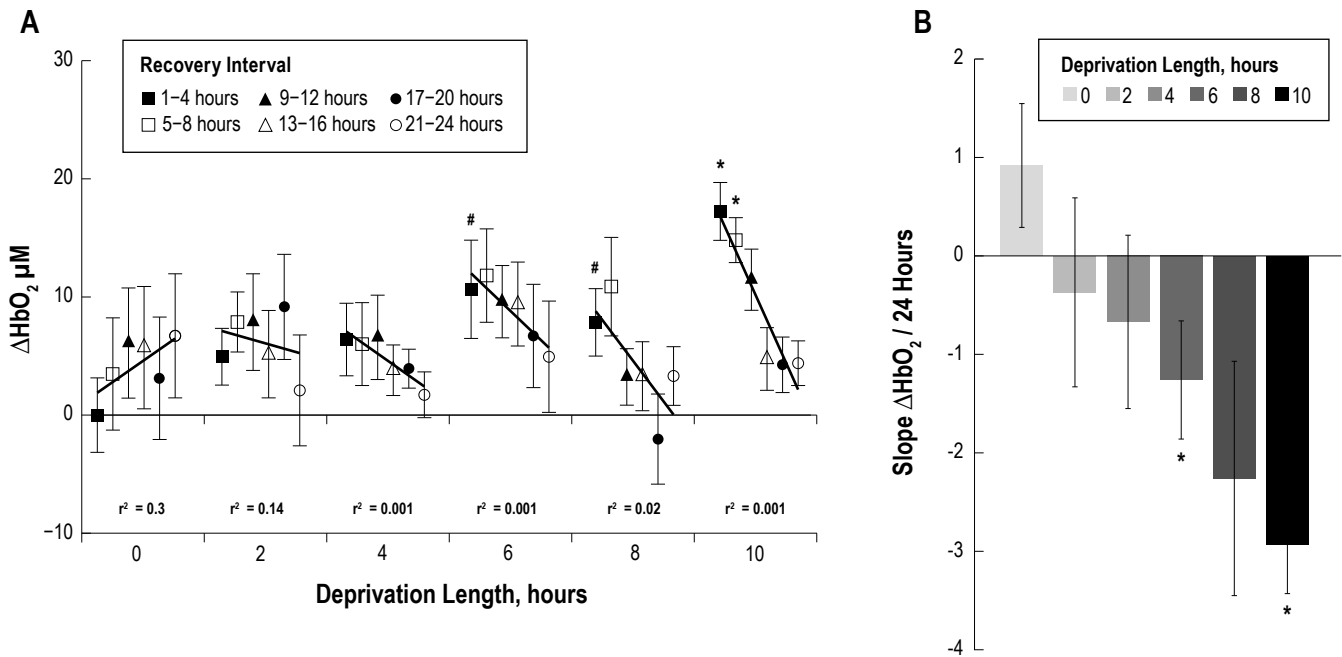 A
30
20
10
0
−10
ΔHbO₂ µM
Recovery Interval
1−4 hours 9−12 hours 17−20 hours
5−8 hours 13−16 hours 21−24 hours
* *
# #
r² = 0.3 r² = 0.14 r² = 0.001 r² = 0.001 r² = 0.02 r² = 0.001
0 2 4 6 8 10
Deprivation Length, hours
B
2
1
0
-1
-2
-3
-4
Slope ΔHbO₂ / 24 Hours
Deprivation Length, hours
0 2 4 6 8 10
*
*